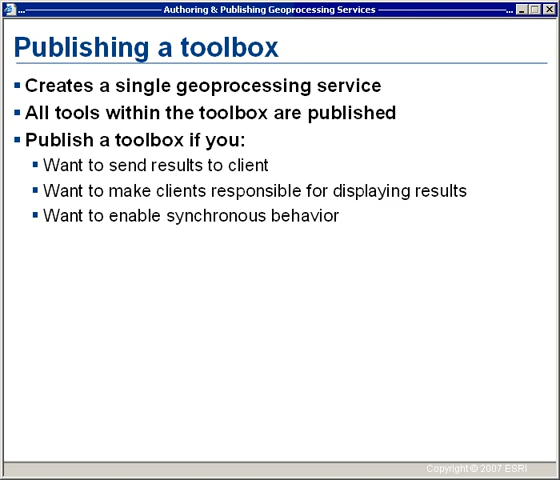 ... Authoring & Publishing Geoprocessing Services ...
Publishing a toolbox
▪ Creates a single geoprocessing service
▪ All tools within the toolbox are published
▪ Publish a toolbox if you:
▪ Want to send results to client
▪ Want to make clients responsible for displaying results
▪ Want to enable synchronous behavior
Copyright © 2007 ESRI